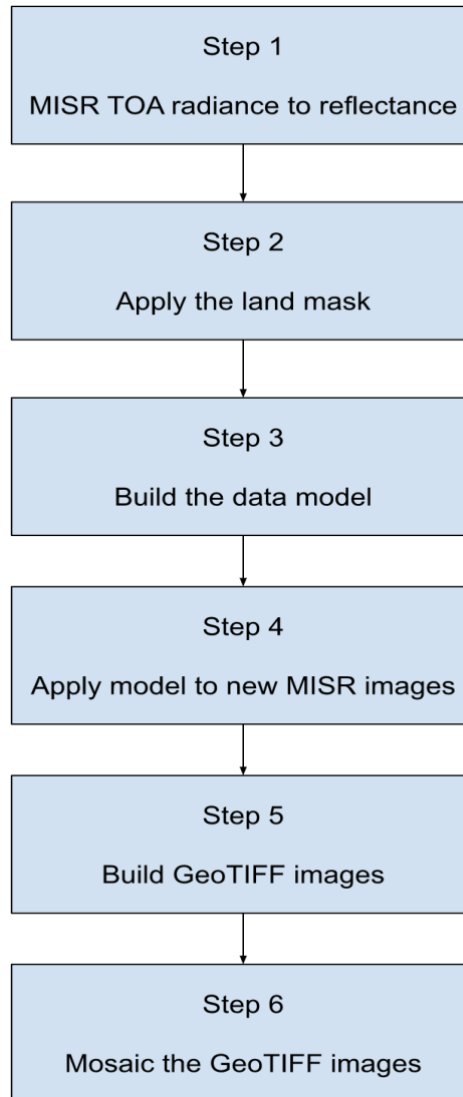 Step 1
MISR TOA radiance to reflectance
Step 2
Apply the land mask
Step 3
Build the data model
Step 4
Apply model to new MISR images
Step 5
Build GeoTIFF images
Step 6
Mosaic the GeoTIFF images